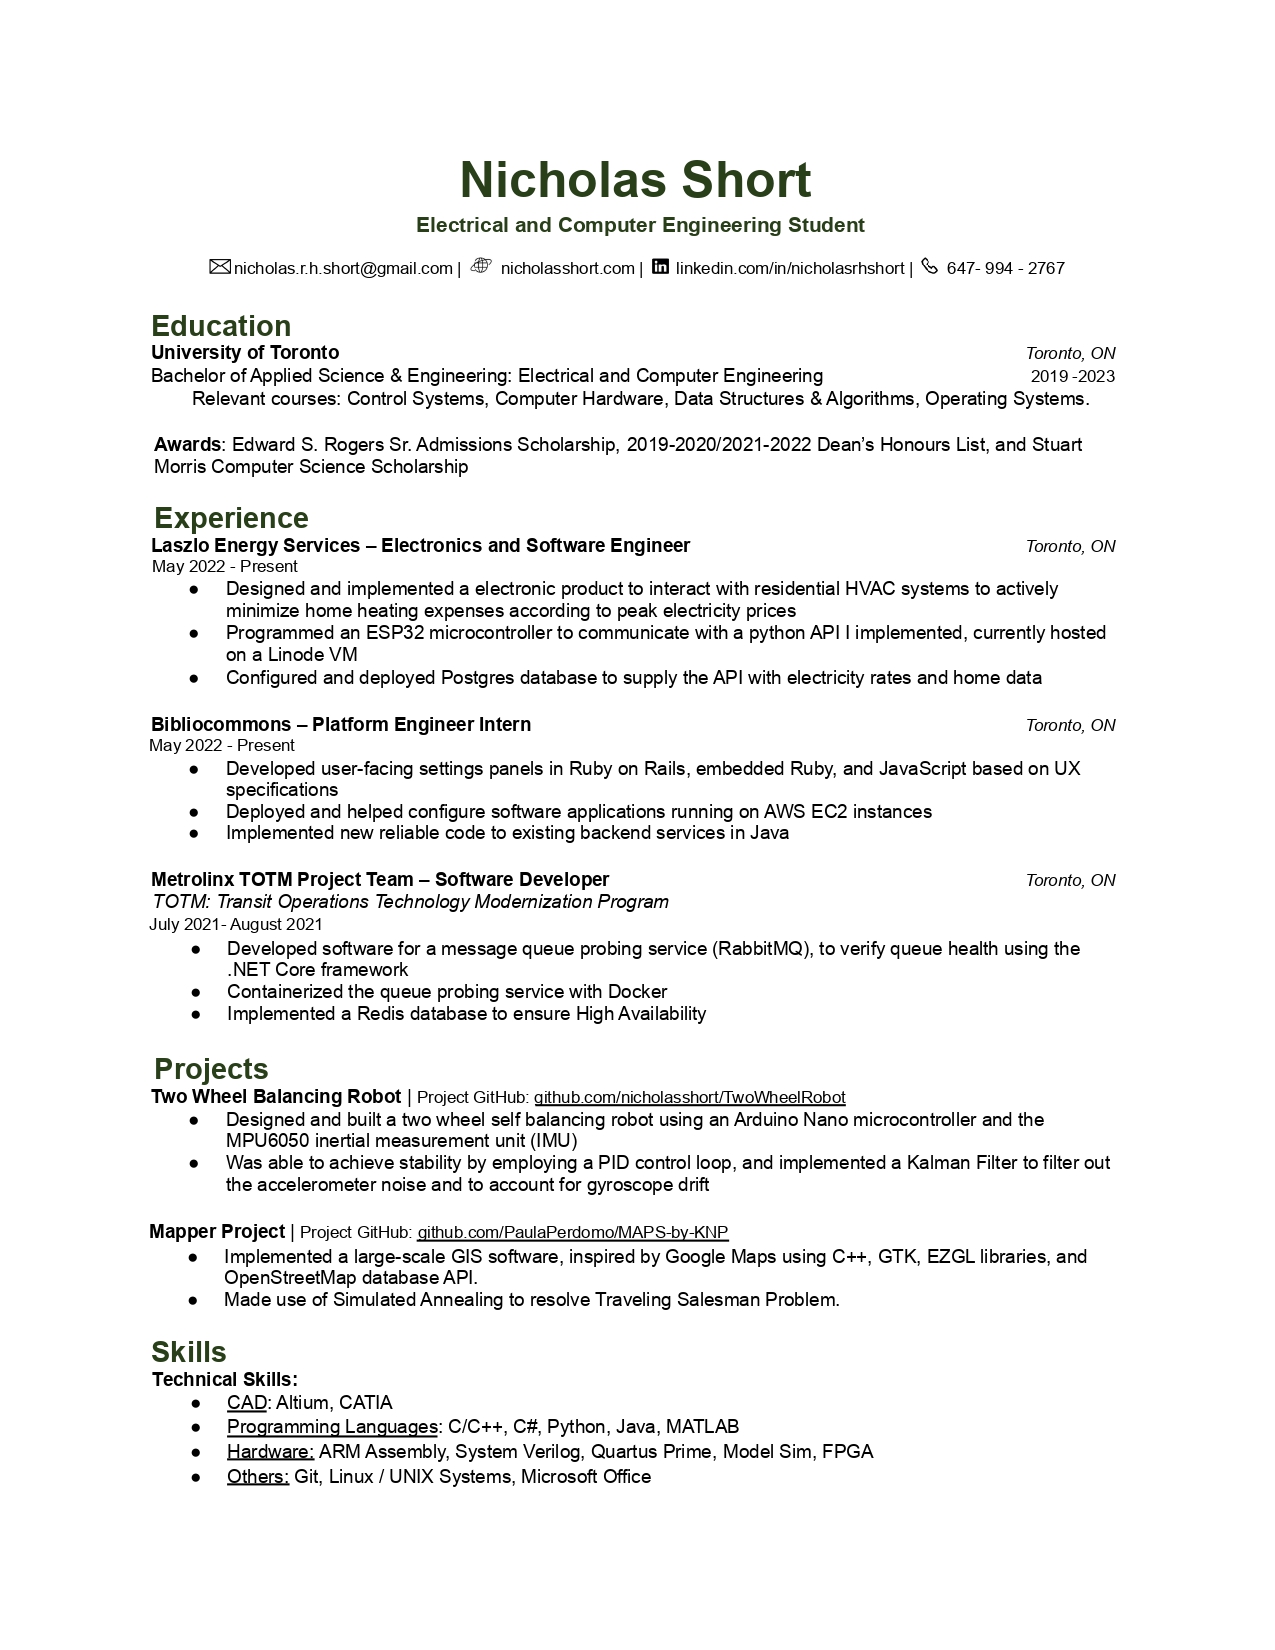 Nicholas Short
Electrical and Computer Engineering Student
nicholas.r.h.short@gmail.com | nicholasshort.com | linkedin.com/in/nicholasrhshort | 647- 994 - 2767
Education
University of Toronto Toronto, ON
Bachelor of Applied Science & Engineering: Electrical and Computer Engineering 2019 -2023
Relevant courses: Control Systems, Computer Hardware, Data Structures & Algorithms, Operating Systems.
Awards: Edward S. Rogers Sr. Admissions Scholarship, 2019-2020/2021-2022 Dean’s Honours List, and Stuart
Morris Computer Science Scholarship
Experience
Laszlo Energy Services – Electronics and Software Engineer Toronto, ON
May 2022 - Present
● Designed and implemented a electronic product to interact with residential HVAC systems to actively
minimize home heating expenses according to peak electricity prices
● Programmed an ESP32 microcontroller to communicate with a python API I implemented, currently hosted
on a Linode VM
● Configured and deployed Postgres database to supply the API with electricity rates and home data
Bibliocommons – Platform Engineer Intern Toronto, ON
May 2022 - Present
● Developed user-facing settings panels in Ruby on Rails, embedded Ruby, and JavaScript based on UX
specifications
● Deployed and helped configure software applications running on AWS EC2 instances
● Implemented new reliable code to existing backend services in Java
Metrolinx TOTM Project Team – Software Developer Toronto, ON
TOTM: Transit Operations Technology Modernization Program
July 2021- August 2021
● Developed software for a message queue probing service (RabbitMQ), to verify queue health using the
.NET Core framework
● Containerized the queue probing service with Docker
● Implemented a Redis database to ensure High Availability
Projects
Two Wheel Balancing Robot | Project GitHub: github.com/nicholasshort/TwoWheelRobot
● Designed and built a two wheel self balancing robot using an Arduino Nano microcontroller and the
MPU6050 inertial measurement unit (IMU)
● Was able to achieve stability by employing a PID control loop, and implemented a Kalman Filter to filter out
the accelerometer noise and to account for gyroscope drift
Mapper Project | Project GitHub: github.com/PaulaPerdomo/MAPS-by-KNP
● Implemented a large-scale GIS software, inspired by Google Maps using C++, GTK, EZGL libraries, and
OpenStreetMap database API.
● Made use of Simulated Annealing to resolve Traveling Salesman Problem.
Skills
Technical Skills:
● CAD: Altium, CATIA
● Programming Languages: C/C++, C#, Python, Java, MATLAB
● Hardware: ARM Assembly, System Verilog, Quartus Prime, Model Sim, FPGA
● Others: Git, Linux / UNIX Systems, Microsoft Office